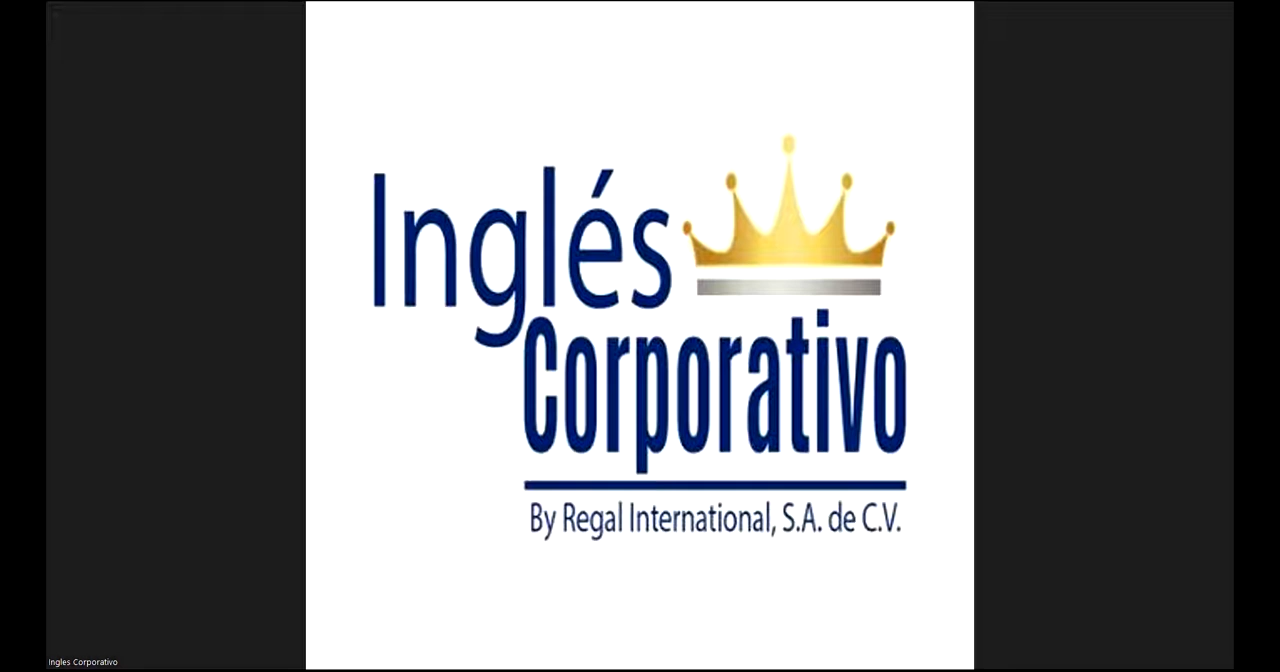 Inglés
Corporativo
By Regal International, S.A. de C.V.
Ingles Corporativo